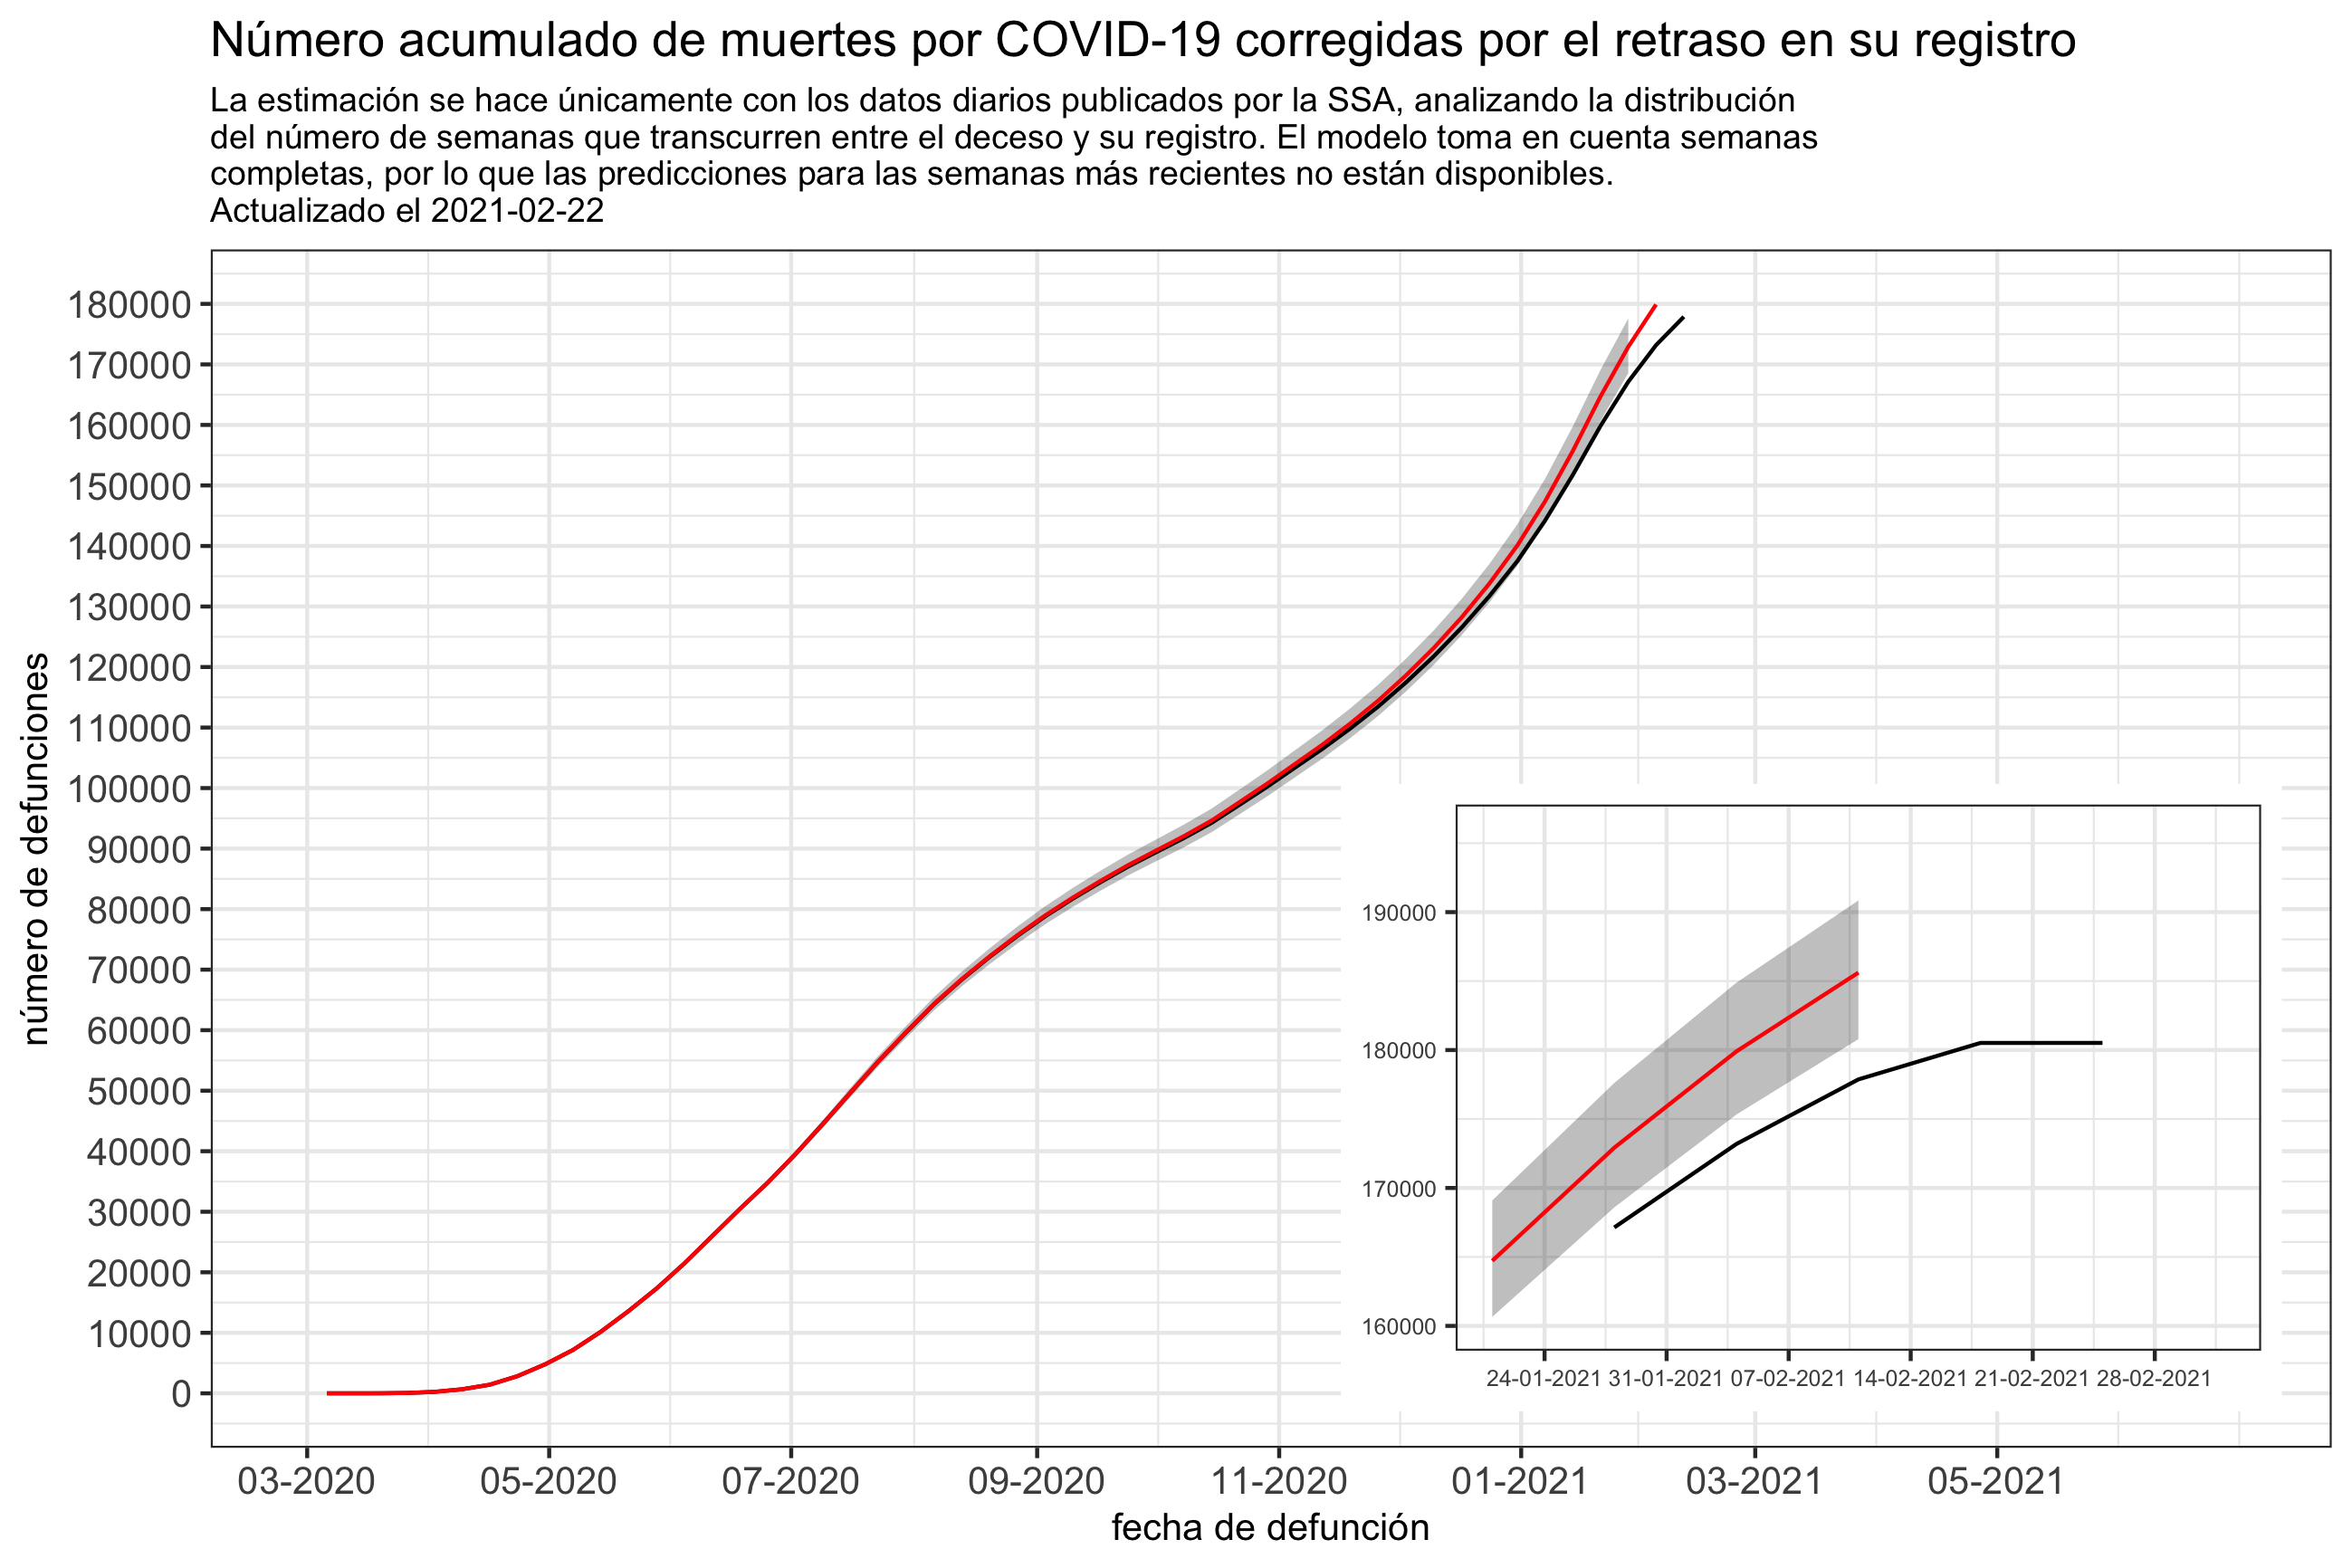 Número acumulado de muertes por COVID-19 corregidas por el retraso en su registro
La estimación se hace únicamente con los datos diarios publicados por la SSA, analizando la distribución
del número de semanas que transcurren entre el deceso y su registro. El modelo toma en cuenta semanas
completas, por lo que las predicciones para las semanas más recientes no están disponibles.
Actualizado el 2021-02-22
número de defunciones
180000
170000
160000
150000
140000
130000
120000
110000
100000
90000
80000
70000
60000
50000
40000
30000
20000
10000
0
190000
180000
170000
160000
24-01-2021 31-01-2021 07-02-2021 14-02-2021 21-02-2021 28-02-2021
03-2020 05-2020 07-2020 09-2020 11-2020 01-2021 03-2021 05-2021
fecha de defunción